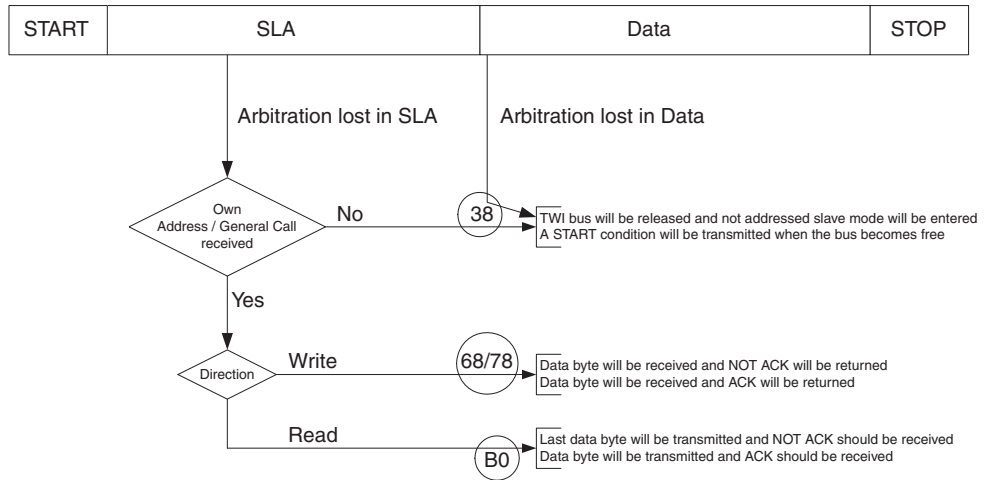 START SLA Data STOP
Arbitration lost in SLA Arbitration lost in Data
Own
Address / General Call
received
No
38
TWI bus will be released and not addressed slave mode will be entered
A START condition will be transmitted when the bus becomes free
Yes
Direction
Write
68/78
Data byte will be received and NOT ACK will be returned
Data byte will be received and ACK will be returned
Read
B0
Last data byte will be transmitted and NOT ACK should be received
Data byte will be transmitted and ACK should be received